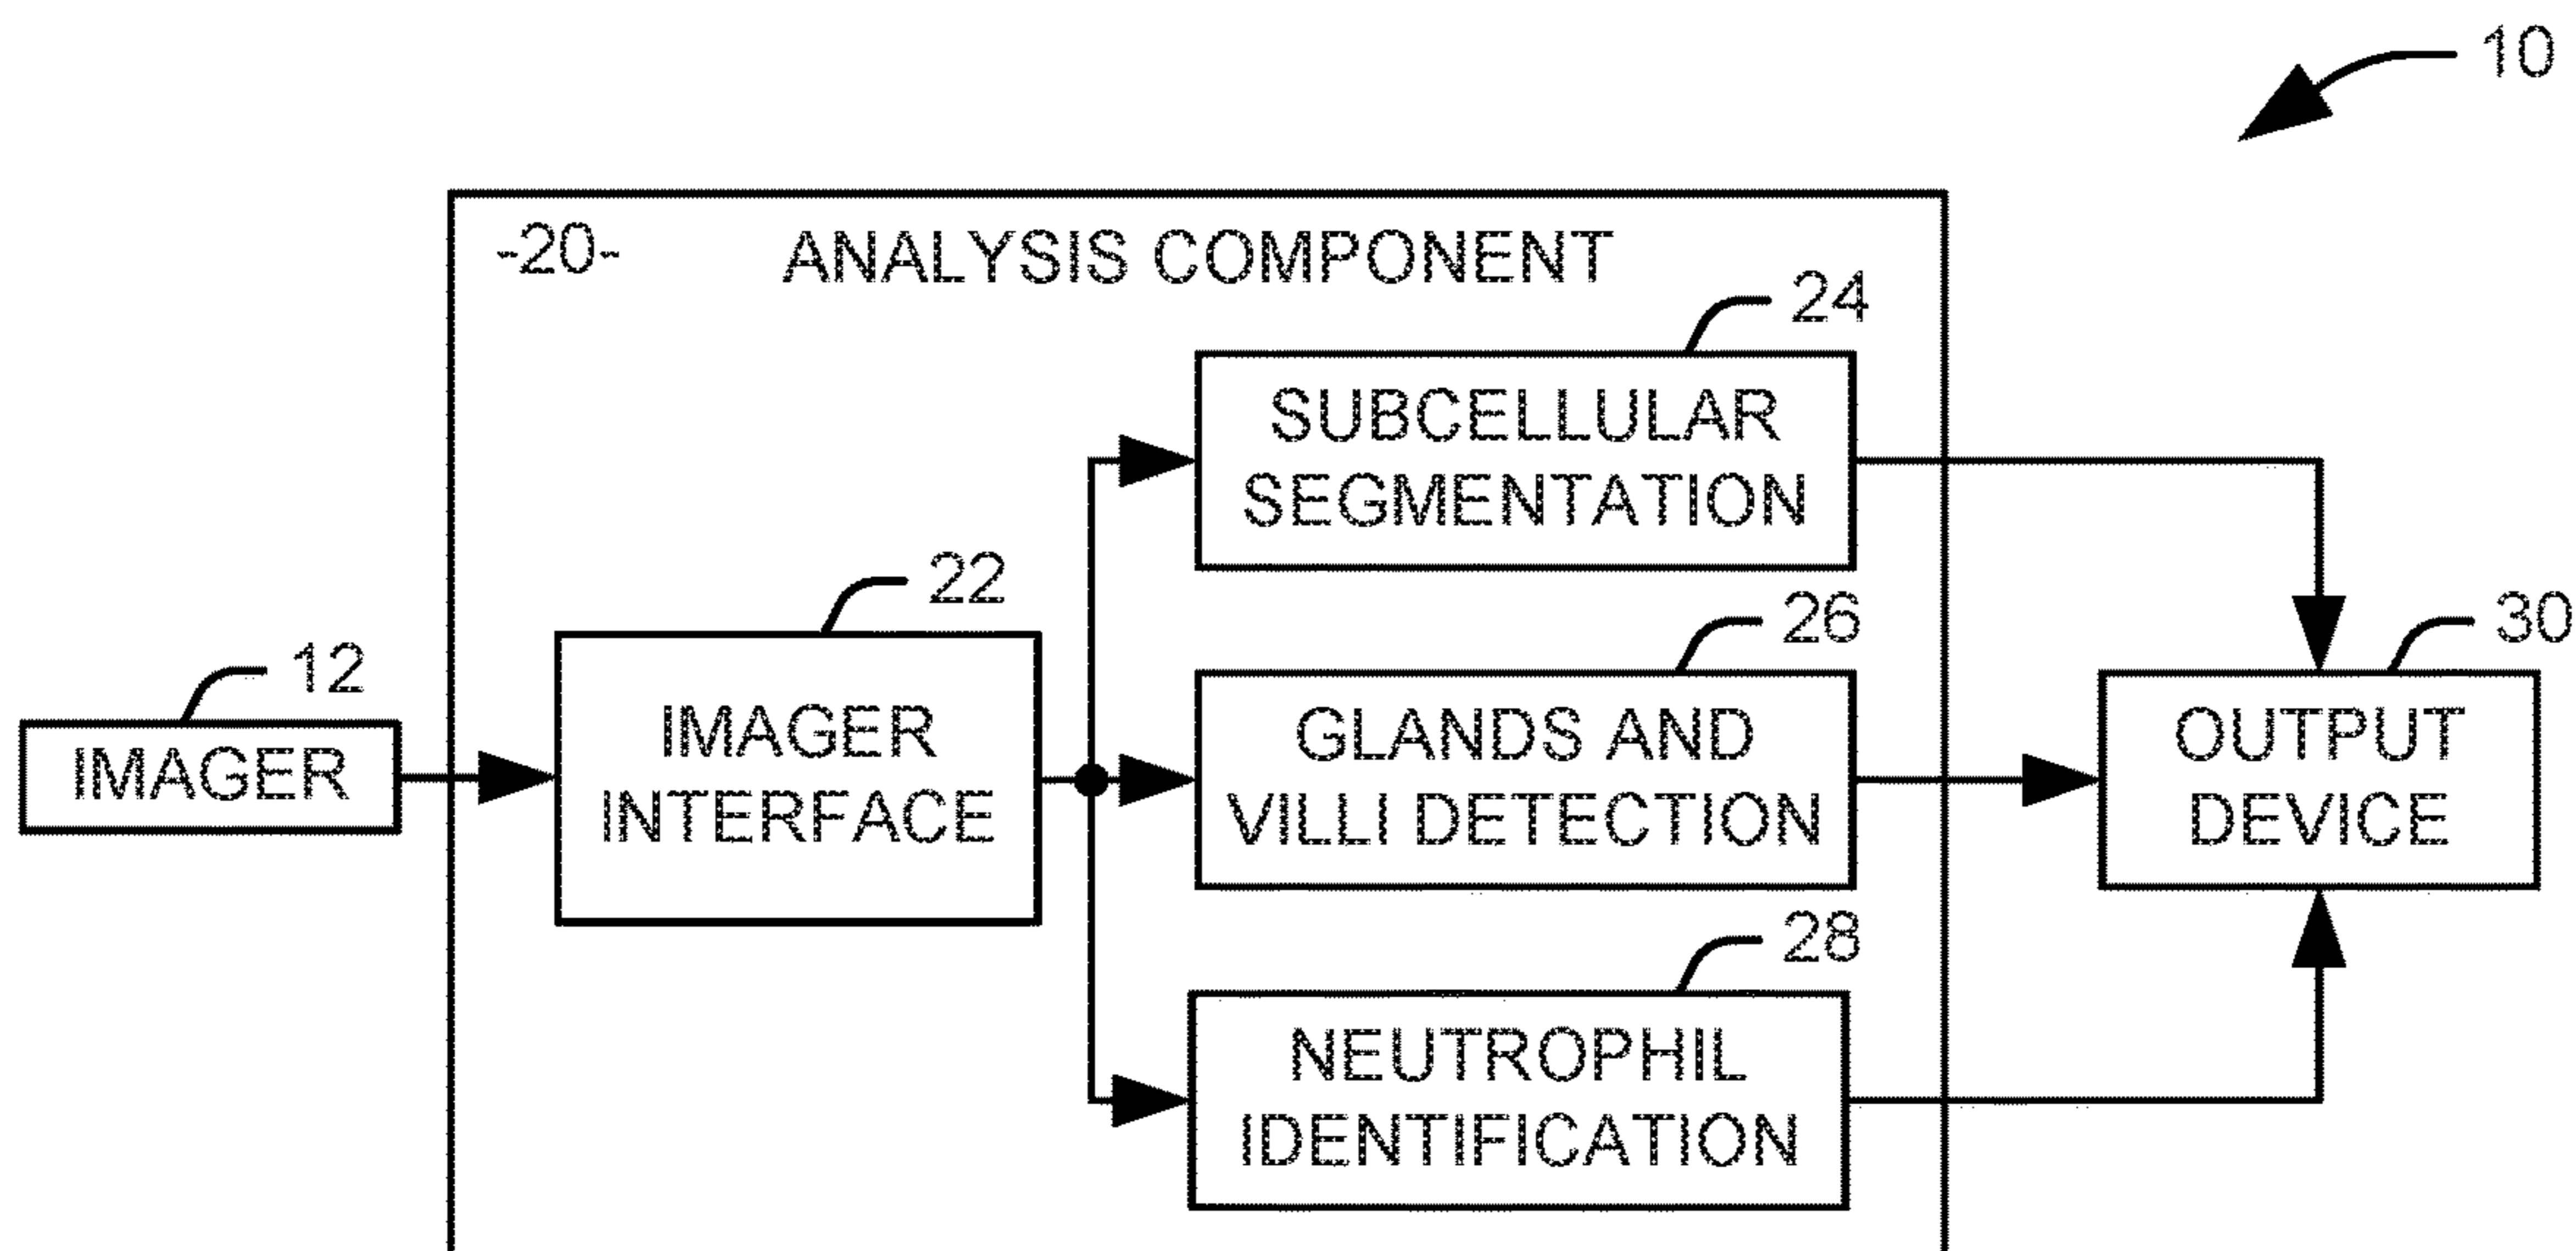 10
-20-
ANALYSIS COMPONENT
24
SUBCELLULAR
SEGMENTATION
22
26
30
12
IMAGER
IMAGER
INTERFACE
GLANDS AND
VILLI DETECTION
OUTPUT
DEVICE
28
NEUTROPHIL
IDENTIFICATION